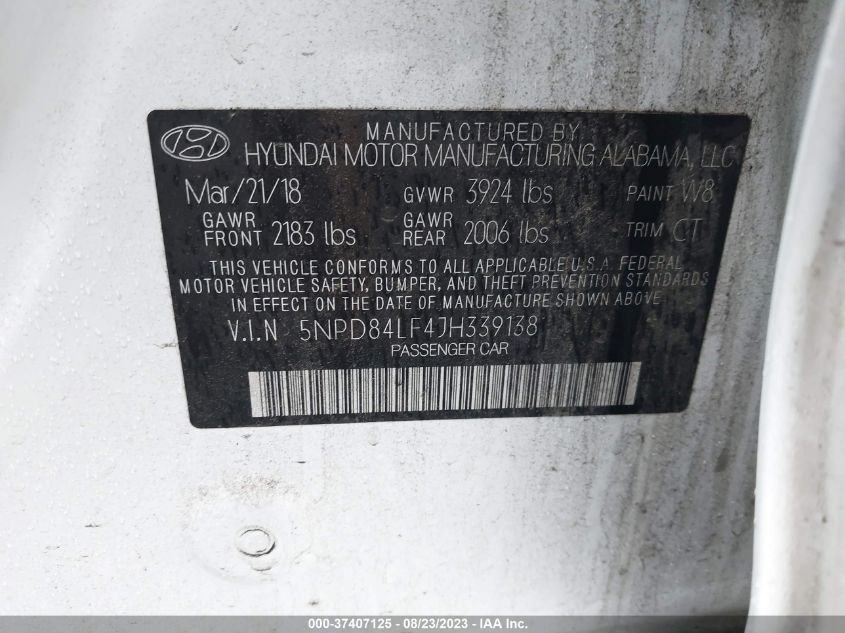 MANUFACTURED BY
HYUNDAI MOTOR MANUFACTURING ALABAMA, LLC
Mar/21/18 GVWR 3924 lbs PAINT W8
GAWR FRONT 2183 lbs GAWR REAR 2006 lbs TRIM CT
THIS VEHICLE CONFORMS TO ALL APPLICABLE U.S.A. FEDERAL
MOTOR VEHICLE SAFETY, BUMPER, AND THEFT PREVENTION STANDARDS
IN EFFECT ON THE DATE OF MANUFACTURE SHOWN ABOVE.
V.I.N 5NPD84LF4JH339138
PASSENGER CAR
000-37407125 - 08/23/2023 - IAA Inc.